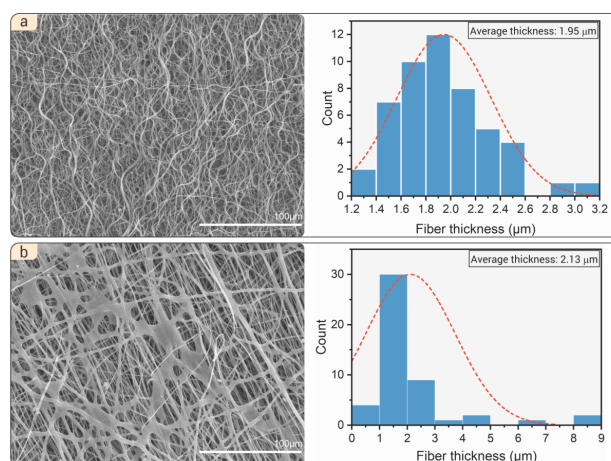 a
100μm
Average thickness: 1.95 μm
Count
12
10
8
6
4
2
0
1.2 1.4 1.6 1.8 2.0 2.2 2.4 2.6 2.8 3.0 3.2
Fiber thickness (μm)
b
100μm
Average thickness: 2.13 μm
Count
30
20
10
0
0 1 2 3 4 5 6 7 8 9
Fiber thickness (μm)